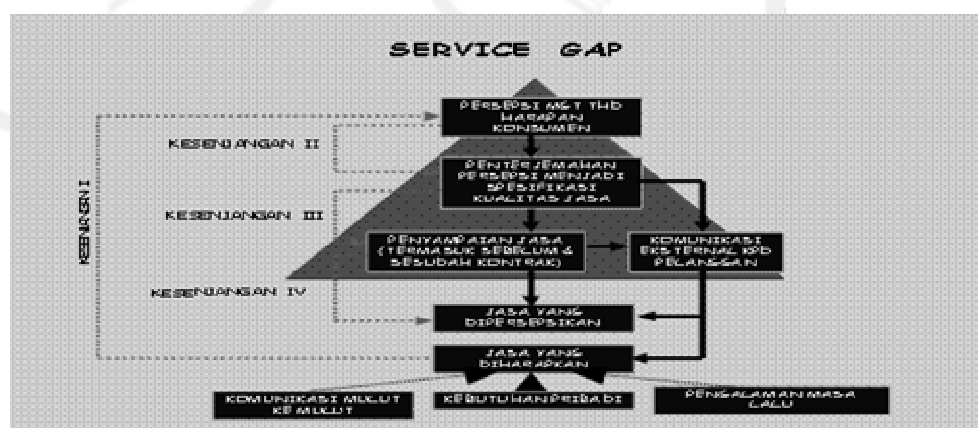 SERVICE GAP
PERSEPSI MGT THD
HARAPAN
KONSUMEN
KESENJANGAN II
PENTERJEMAHAN
PERSEPSI MENJADI
SPESIFIKASI
KUALITAS JASA
KESENJANGAN I
KESENJANGAN III
PENYAMPAIAN JASA
(TERMASUK SEBELUM &
SESUDAH KONTRAK)
KOMUNIKASI
EKSTERNAL KPD
PELANGGAN
KESENJANGAN IV
JASA YANG
DIPERSEPSIKAN
JASA YANG
DIHARAPKAN
KOMUNIKASI MULUT
KE MULUT
KEBUTUHAN PRIBADI
PENGALAMAN MASA
LALU